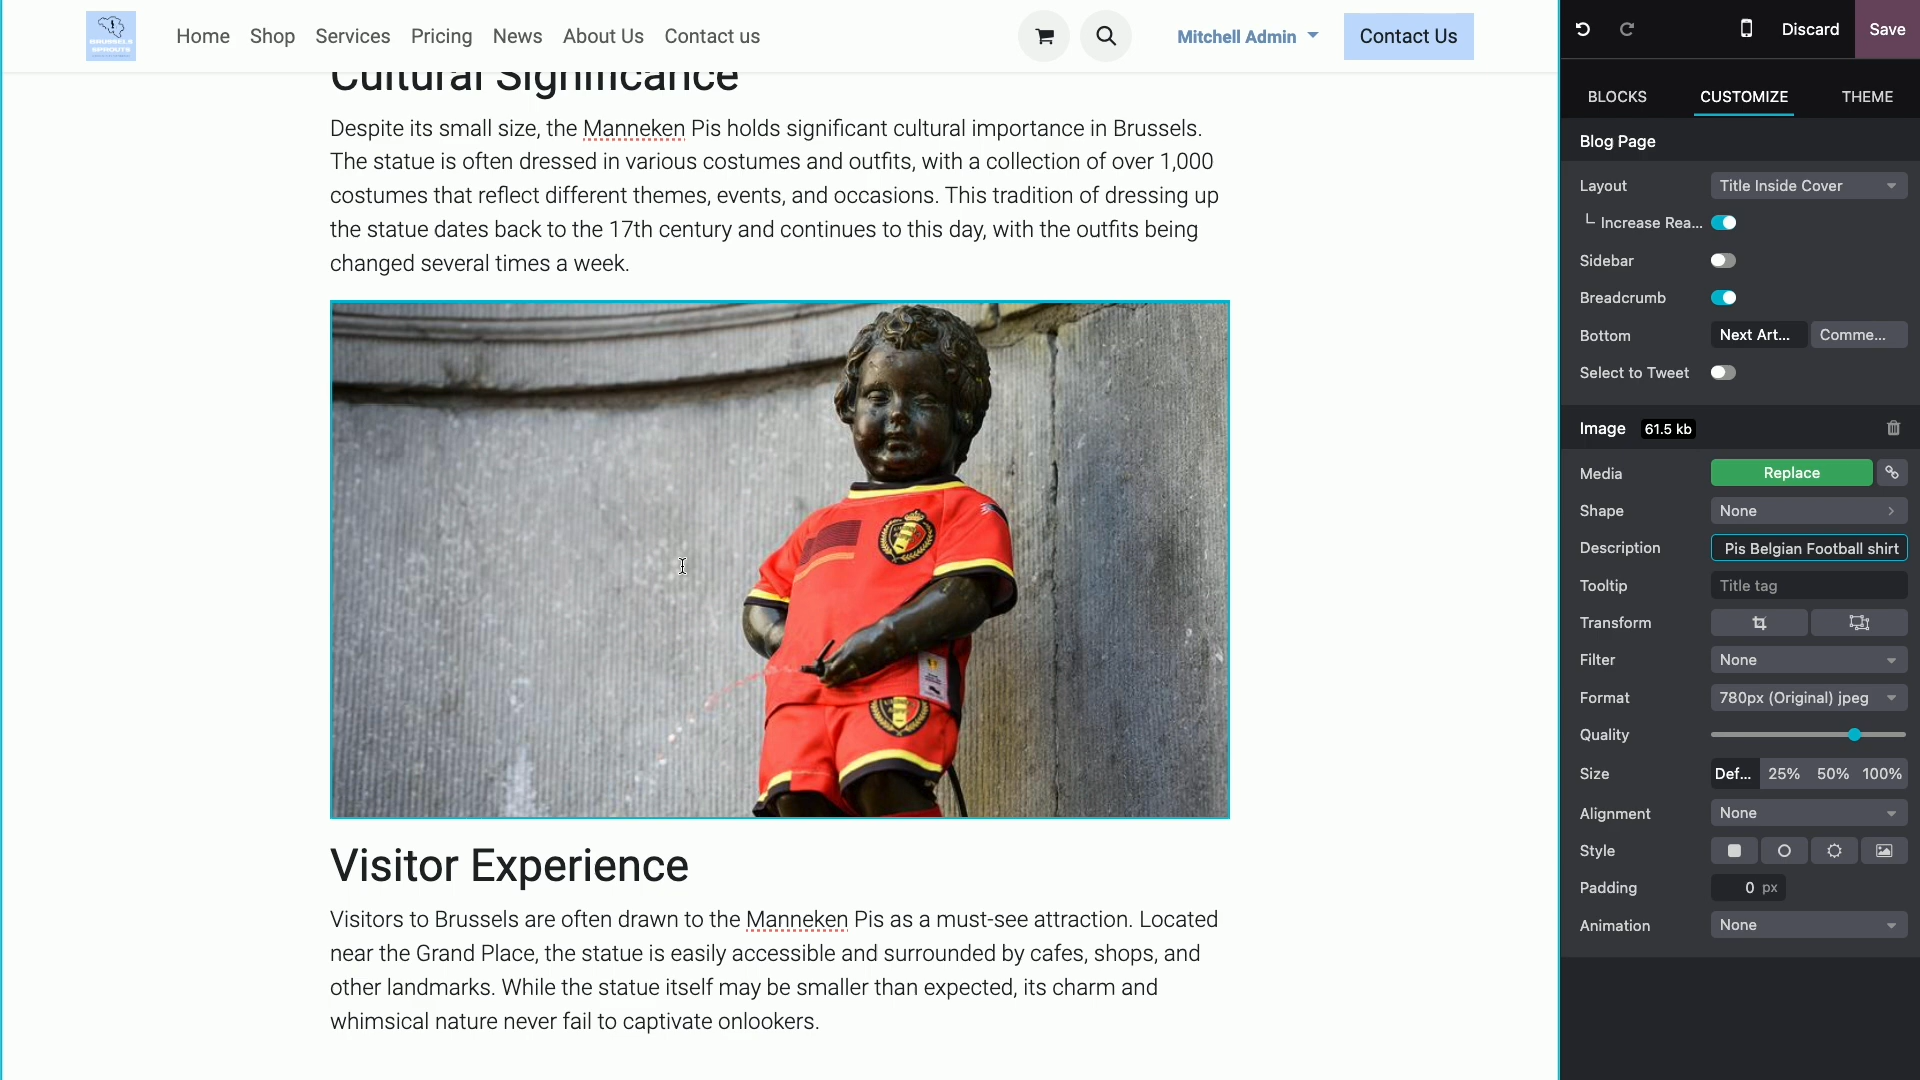 BRUSSELS
SPROUTS
Home Shop Services Pricing News About Us Contact us
Mitchell Admin
Contact Us
Discard
Save
BLOCKS CUSTOMIZE THEME
Cultural Significance
Despite its small size, the Manneken Pis holds significant cultural importance in Brussels.
The statue is often dressed in various costumes and outfits, with a collection of over 1,000
costumes that reflect different themes, events, and occasions. This tradition of dressing up
the statue dates back to the 17th century and continues to this day, with the outfits being
changed several times a week.
Visitor Experience
Visitors to Brussels are often drawn to the Manneken Pis as a must-see attraction. Located
near the Grand Place, the statue is easily accessible and surrounded by cafes, shops, and
other landmarks. While the statue itself may be smaller than expected, its charm and
whimsical nature never fail to captivate onlookers.
Blog Page
Layout Title Inside Cover
Increase Rea...
Sidebar
Breadcrumb
Bottom Next Art... Comme...
Select to Tweet
Image 61.5 kb
Media Replace
Shape None
Description Pis Belgian Football shirt
Tooltip Title tag
Transform
Filter None
Format 780px (Original) jpeg
Quality
Size Def... 25% 50% 100%
Alignment None
Style
Padding 0 px
Animation None